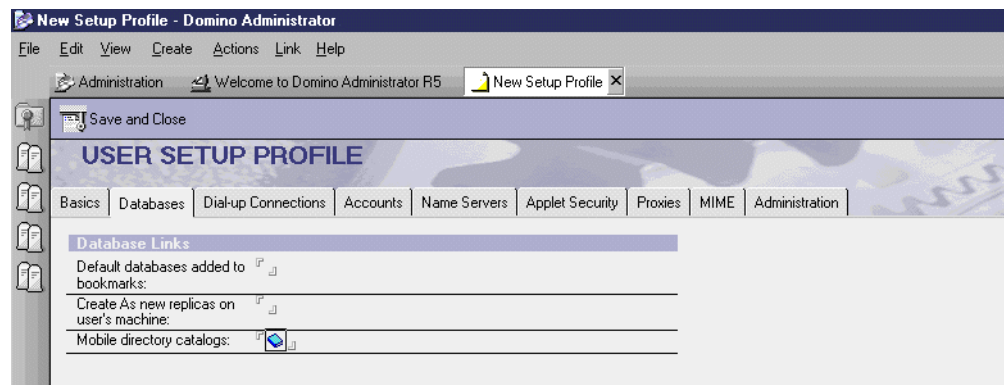 New Setup Profile - Domino Administrator
File Edit View Create Actions Link Help
Administration Welcome to Domino Administrator R5 New Setup Profile
Save and Close
USER SETUP PROFILE
Basics Databases Dial-up Connections Accounts Name Servers Applet Security Proxies MIME Administration
Database Links
Default databases added to
bookmarks:
Create As new replicas on
user's machine:
Mobile directory catalogs: